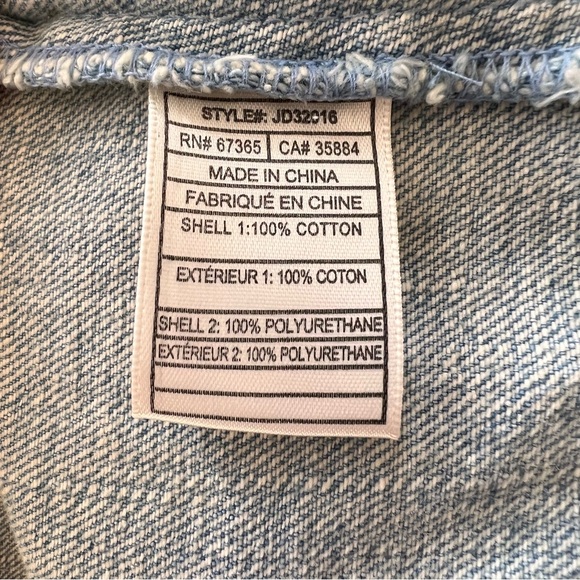 STYLE#: JD32016
RN# 67365 CA# 35884
MADE IN CHINA
FABRIQUÉ EN CHINE
SHELL 1:100% COTTON
EXTÉRIEUR 1: 100% COTON
SHELL 2: 100% POLYURETHANE
EXTÉRIEUR 2: 100% POLYURETHANE